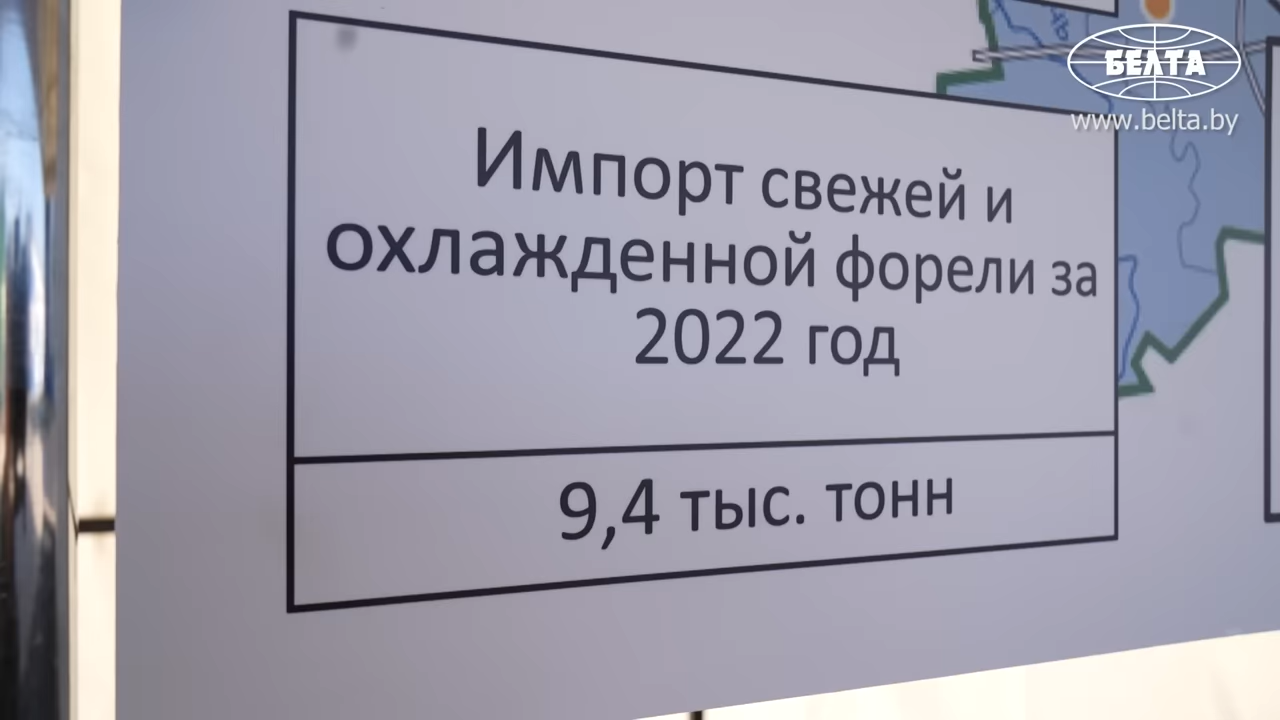 БЕЛТА
www.belta.by
Импорт свежей и
охлажденной форели за
2022 год
9,4 тыс. тонн